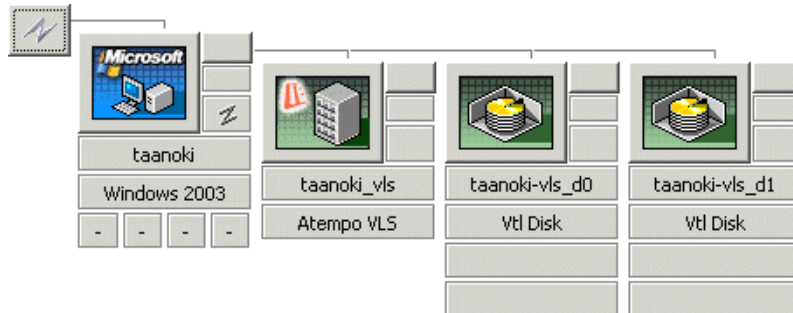 Microsoft
taanoki
Windows 2003
- - - -
taanoki_vls
Atempo VLS
taanoki-vls_d0
Vtl Disk
taanoki-vls_d1
Vtl Disk